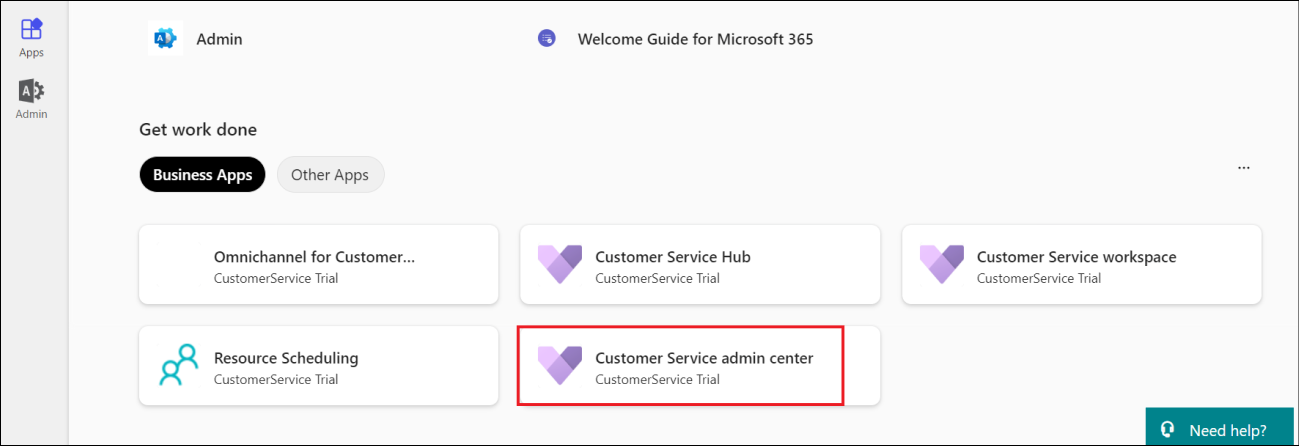 Apps
Admin
Admin
Welcome Guide for Microsoft 365
Get work done
Business Apps
Other Apps
...
Omnichannel for Customer...
CustomerService Trial
Customer Service Hub
CustomerService Trial
Customer Service workspace
CustomerService Trial
Resource Scheduling
CustomerService Trial
Customer Service admin center
CustomerService Trial
Need help?